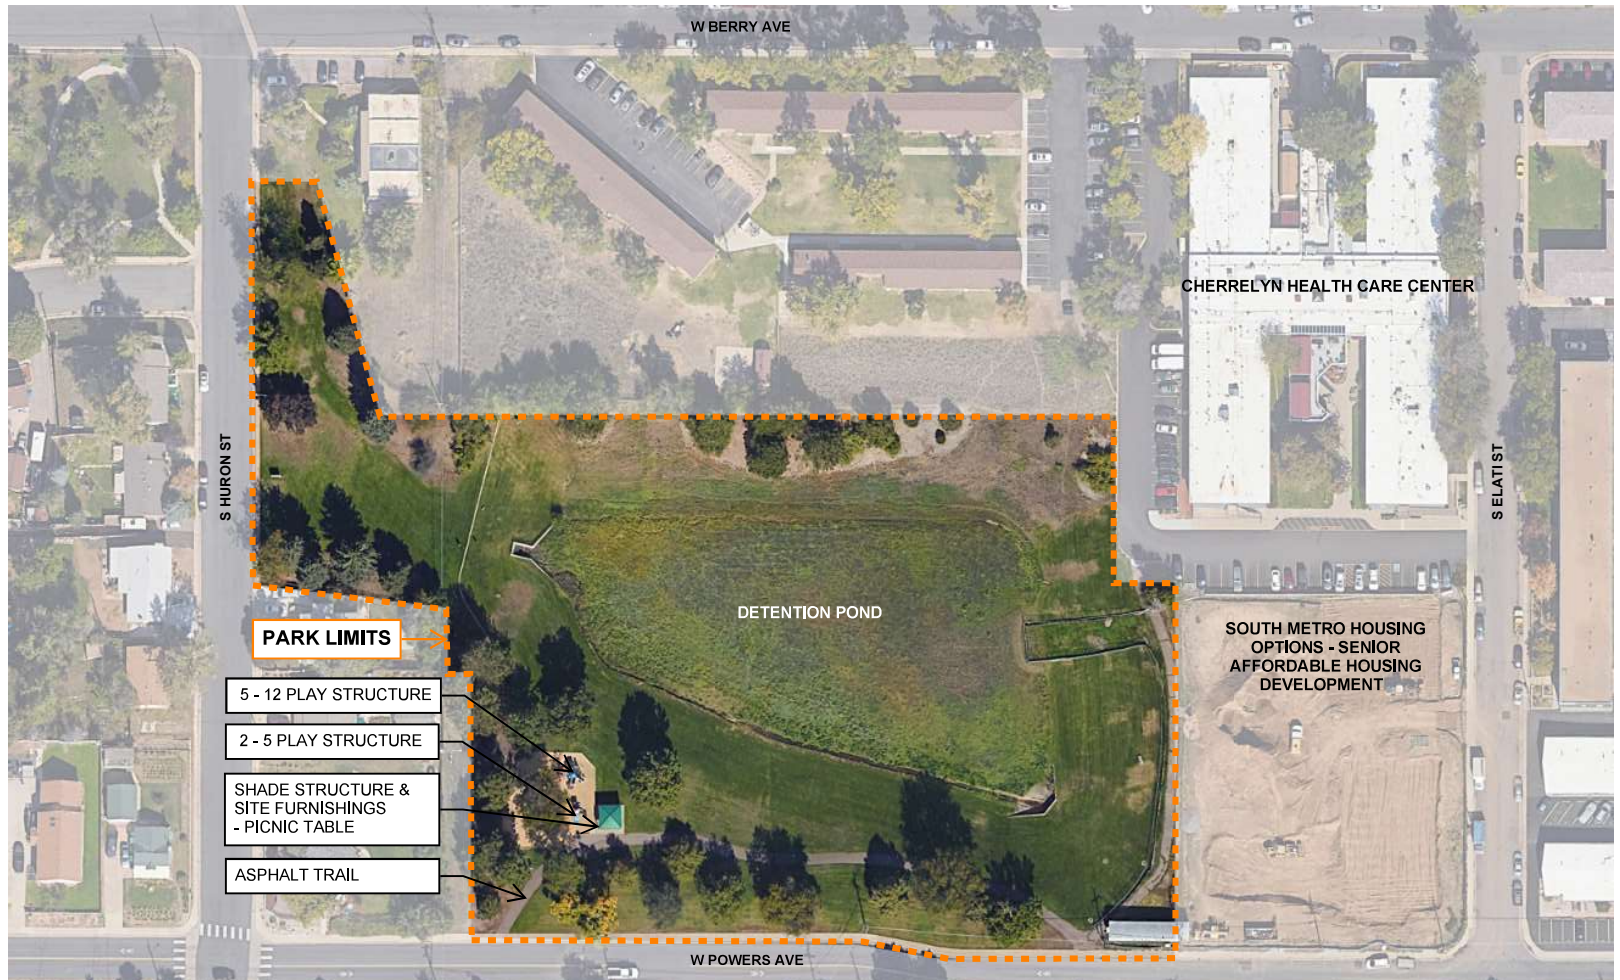 W BERRY AVE
CHERRELYN HEALTH CARE CENTER
S HURON ST
S ELATI ST
DETENTION POND
PARK LIMITS
SOUTH METRO HOUSING
OPTIONS - SENIOR
AFFORDABLE HOUSING
DEVELOPMENT
5 - 12 PLAY STRUCTURE
2 - 5 PLAY STRUCTURE
SHADE STRUCTURE &
SITE FURNISHINGS
- PICNIC TABLE
ASPHALT TRAIL
W POWERS AVE